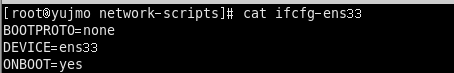 [root@yujmo network-scripts]# cat ifcfg-ens33
BOOTPROTO=none
DEVICE=ens33
ONBOOT=yes